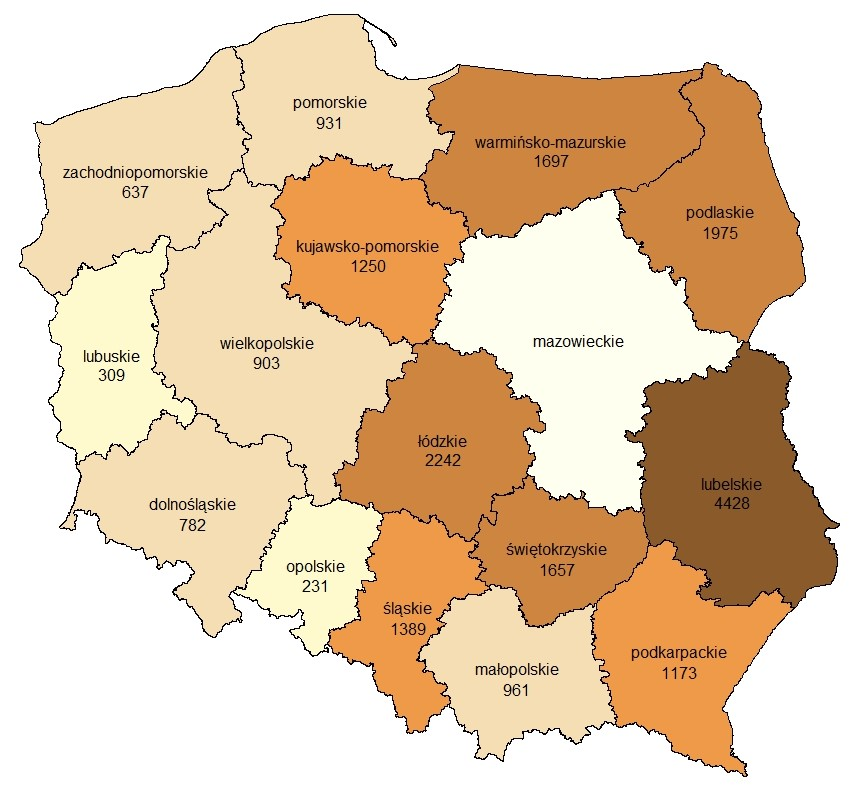 pomorskie
931
warmińsko-mazurskie
1697
zachodniopomorskie
637
podlaskie
1975
kujawsko-pomorskie
1250
mazowieckie
wielkopolskie
903
lubuskie
309
łódzkie
2242
lubelskie
4428
dolnośląskie
782
świętokrzyskie
1657
opolskie
231
śląskie
1389
podkarpackie
1173
małopolskie
961